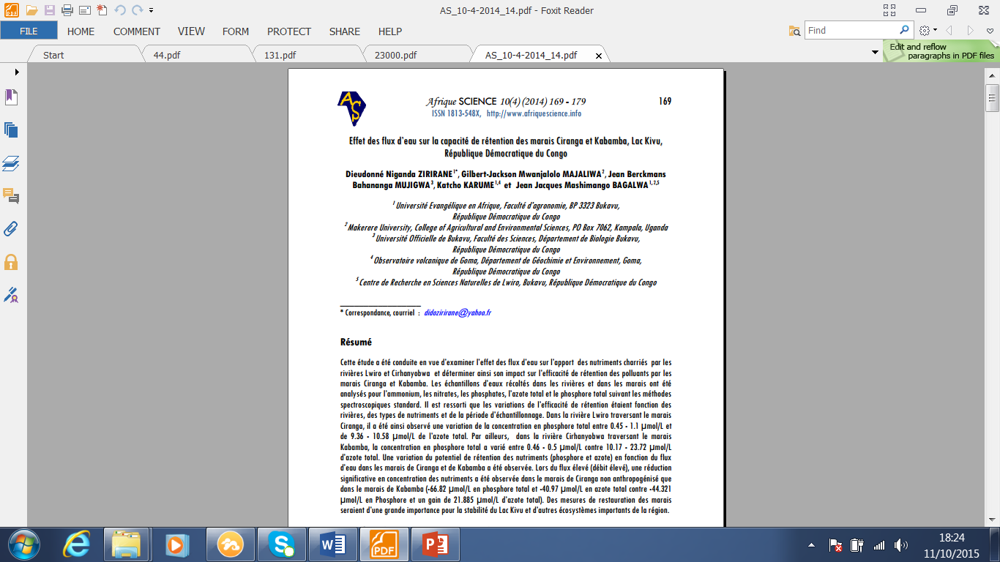 AS_10-4-2014_14.pdf - Foxit Reader
FILE HOME COMMENT VIEW FORM PROTECT SHARE HELP
Find
Start 44.pdf 131.pdf 23000.pdf AS_10-4-2014_14.pdf
Edit and reflow
paragraphs in PDF files
AS
Afrique SCIENCE 10(4) (2014) 169 - 179
169
ISSN 1813-548X, http://www.afriquescience.info
Effet des flux d'eau sur la capacité de rétention des marais Ciranga et Kabamba, Lac Kivu,
République Démocratique du Congo
Dieudonné Niganda ZIRIRANE1*, Gilbert-Jackson Mwanjalolo MAJALIWA2, Jean Berckmans
Bahananga MUJIGWA3, Katcho KARUME1,4 et Jean Jacques Mashimango BAGALWA1,2,5
1 Université Evangélique en Afrique, Faculté d'agronomie, BP 3323 Bukavu,
République Démocratique du Congo
2 Makerere University, College of Agricultural and Environmental Sciences, PO Box 7062, Kampala, Uganda
3 Université Officielle de Bukavu, Faculté des Sciences, Département de Biologie Bukavu,
République Démocratique du Congo
4 Observatoire volcanique de Goma, Département de Géochimie et Environnement, Goma,
République Démocratique du Congo
5 Centre de Recherche en Sciences Naturelles de Lwiro, Bukavu, République Démocratique du Congo
* Correspondance, courriel : didozirirane@yahoo.fr
Résumé
Cette étude a été conduite en vue d'examiner l'effet des flux d'eau sur l'apport des nutriments charriés par les
rivières Lwiro et Cirhanyobwa et déterminer ainsi son impact sur l'efficacité de rétention des polluants par les
marais Ciranga et Kabamba. Les échantillons d'eaux récoltés dans les rivières et dans les marais ont été
analysés pour l'ammonium, les nitrates, les phosphates, l'azote total et le phosphore total suivant les méthodes
spectroscopiques standard. Il est ressorti que les variations de l'efficacité de rétention étaient fonction des
rivières, des types de nutriments et de la période d'échantillonnage. Dans la rivière Lwiro traversant le marais
Ciranga, il a été ainsi observé une variation de la concentration en phosphore total entre 0.45 - 1.1 µmol/L et
de 9.36 - 10.58 µmol/L de l'azote total. Par ailleurs, dans la rivière Cirhanyobwa traversant le marais
Kabamba, la concentration en phosphore total a varié entre 0.46 - 0.5 µmol/L contre 10.17 - 23.72 µmol/L
d'azote total. Une variation du potentiel de rétention des nutriments (phosphore et azote) en fonction du flux
d'eau dans les marais de Ciranga et de Kabamba a été observée. Lors du flux élevé (débit élevé), une réduction
significative en concentration des nutriments a été observée dans le marais de Ciranga non anthropogénisé que
dans le marais de Kabamba (-66.82 µmol/L en phosphore total et -40.97 µmol/L en azote total contre -44.321
µmol/L en Phosphore et un gain de 21.885 µmol/L d'azote total). Des mesures de restauration des marais
seraient d'une grande importance pour la stabilité du Lac Kivu et d'autres écosystèmes importants de la région.
18:24
11/10/2015